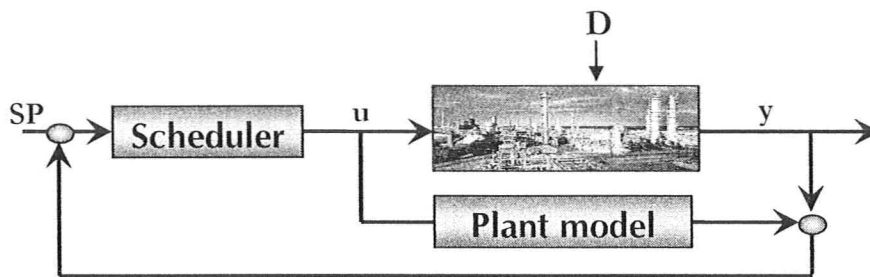 D
SP
Scheduler
u
y
Plant model